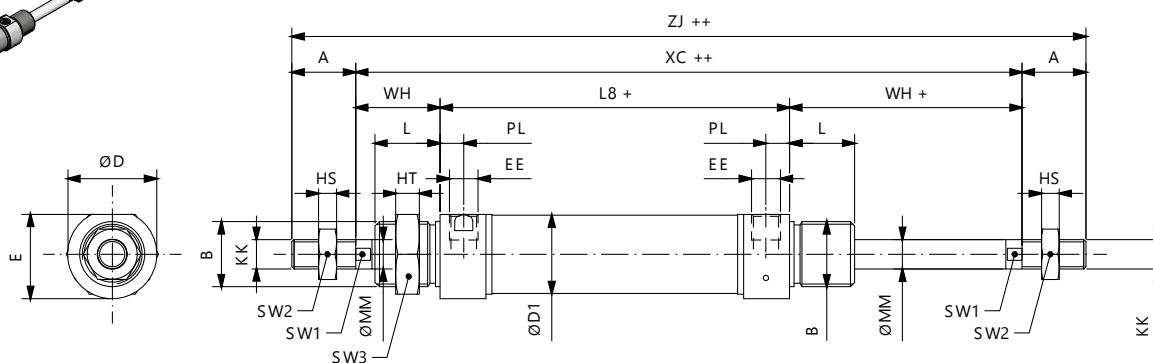 ZJ ++
A XC ++ A
WH L8 + WH +
L PL PL L
ØD HS HT EE EE HS
E B KK ØMM ØD1 B ØMM KK
SW2 SW1
SW1 SW2
SW3